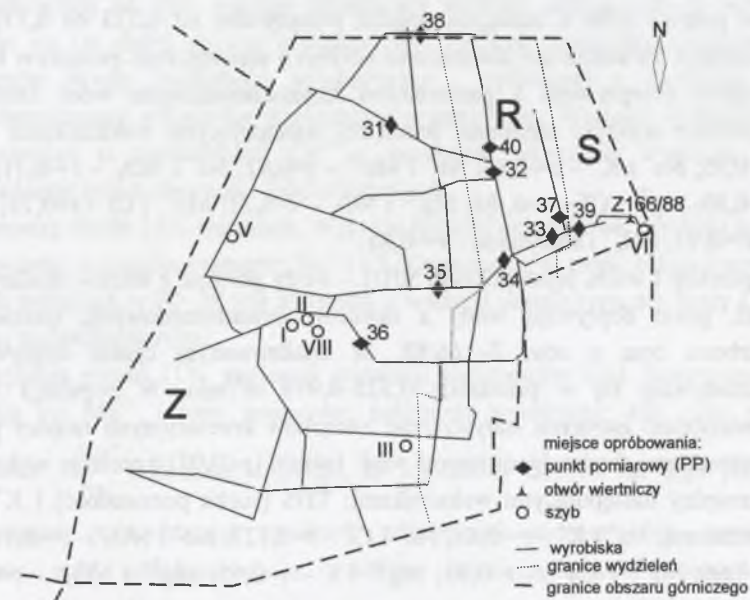 38
N
31
R
40
32
S
37
39
Z166/88
33
VII
V
34
35
II
I
VIII
36
Z
III
miejsce opróbowania:
punkt pomiarowy (PP)
otwór wiertniczy
szyb
wyrobiska
granice wydzieleń
granice obszaru górniczego